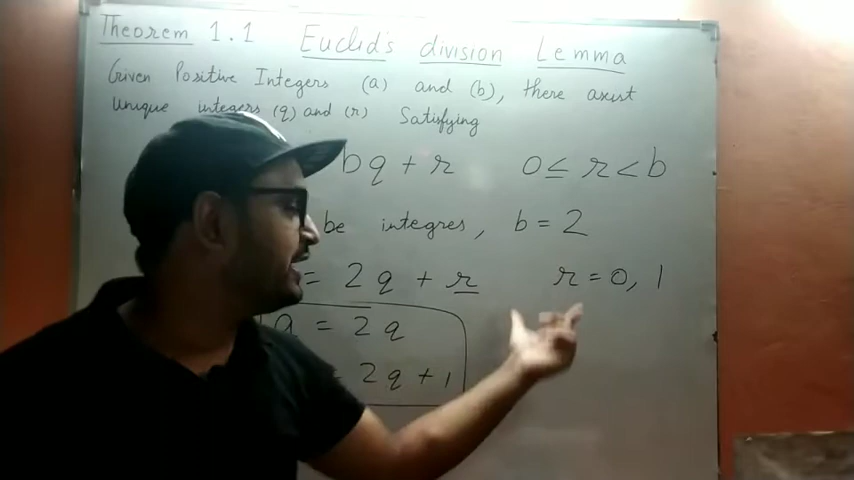 Theorem 1.1 Euclid's division Lemma
Given Positive Integers (a) and (b), there axist
unique integers (q) and (r) Satisfying
bq + r 0 ≤ r < b
be integres, b = 2
= 2q + r r = 0, 1
a = 2q
= 2q + 1